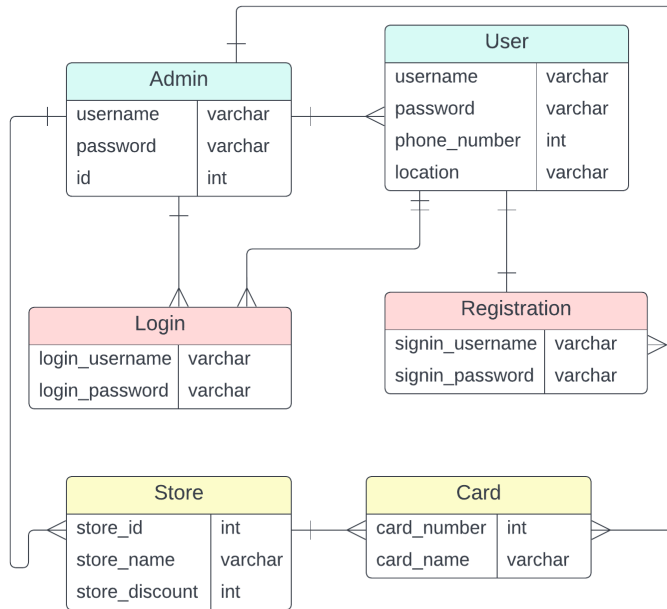 Admin
username varchar
password varchar
id int
User
username varchar
password varchar
phone_number int
location varchar
Login
login_username varchar
login_password varchar
Registration
signin_username varchar
signin_password varchar
Store
store_id int
store_name varchar
store_discount int
Card
card_number int
card_name varchar